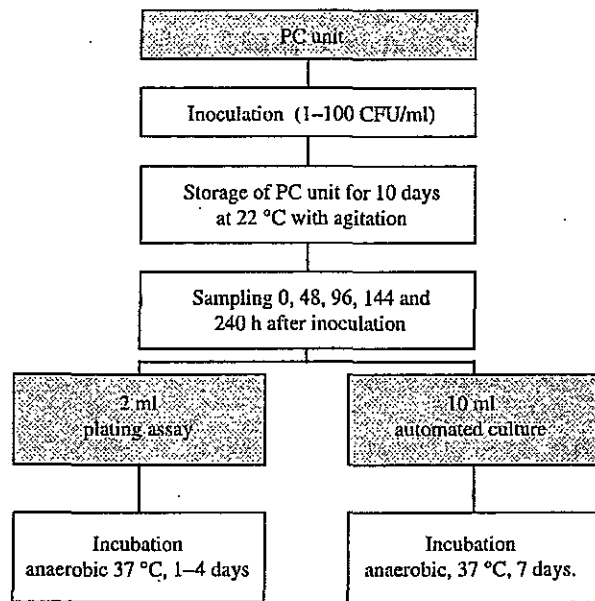 PC unit
Inoculation (1–100 CFU/ml)
Storage of PC unit for 10 days
at 22 °C with agitation
Sampling 0, 48, 96, 144 and
240 h after inoculation
2 ml
plating assay
10 ml
automated culture
Incubation
anaerobic 37 °C, 1–4 days
Incubation
anaerobic, 37 °C, 7 days.